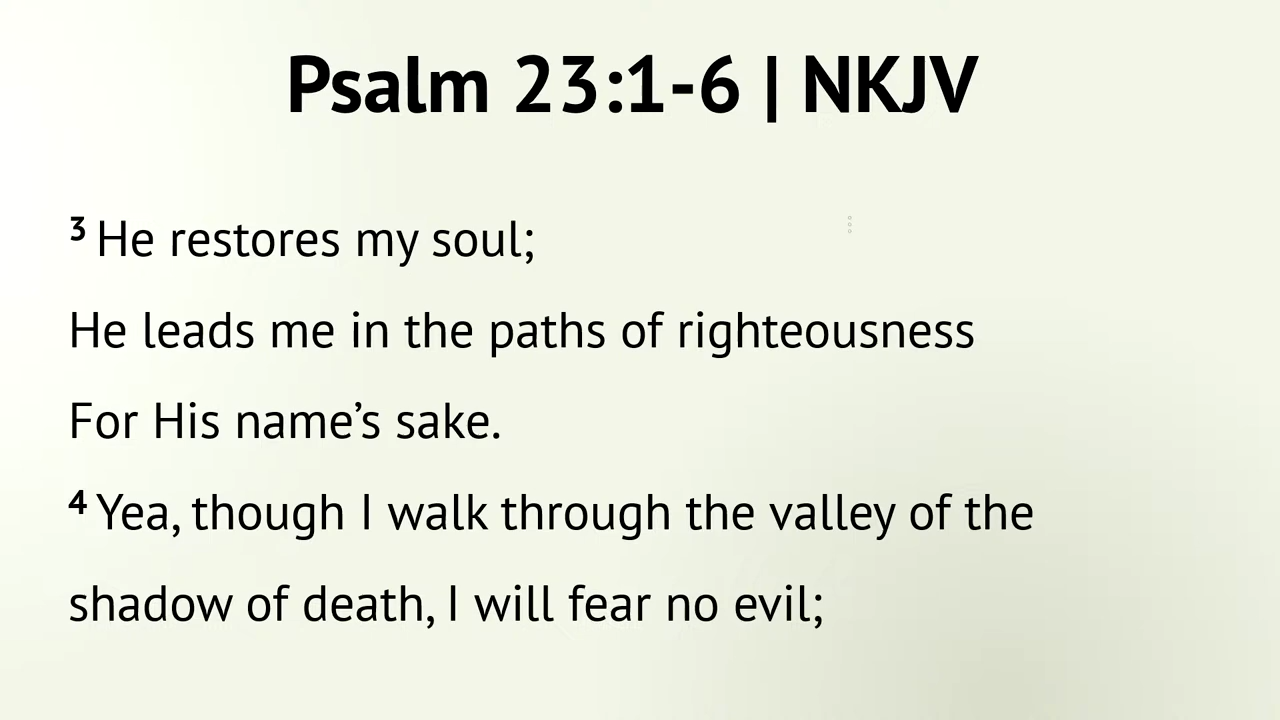 Psalm 23:1-6 | NKJV
3 He restores my soul;
He leads me in the paths of righteousness
For His name’s sake.
4 Yea, though I walk through the valley of the
shadow of death, I will fear no evil;